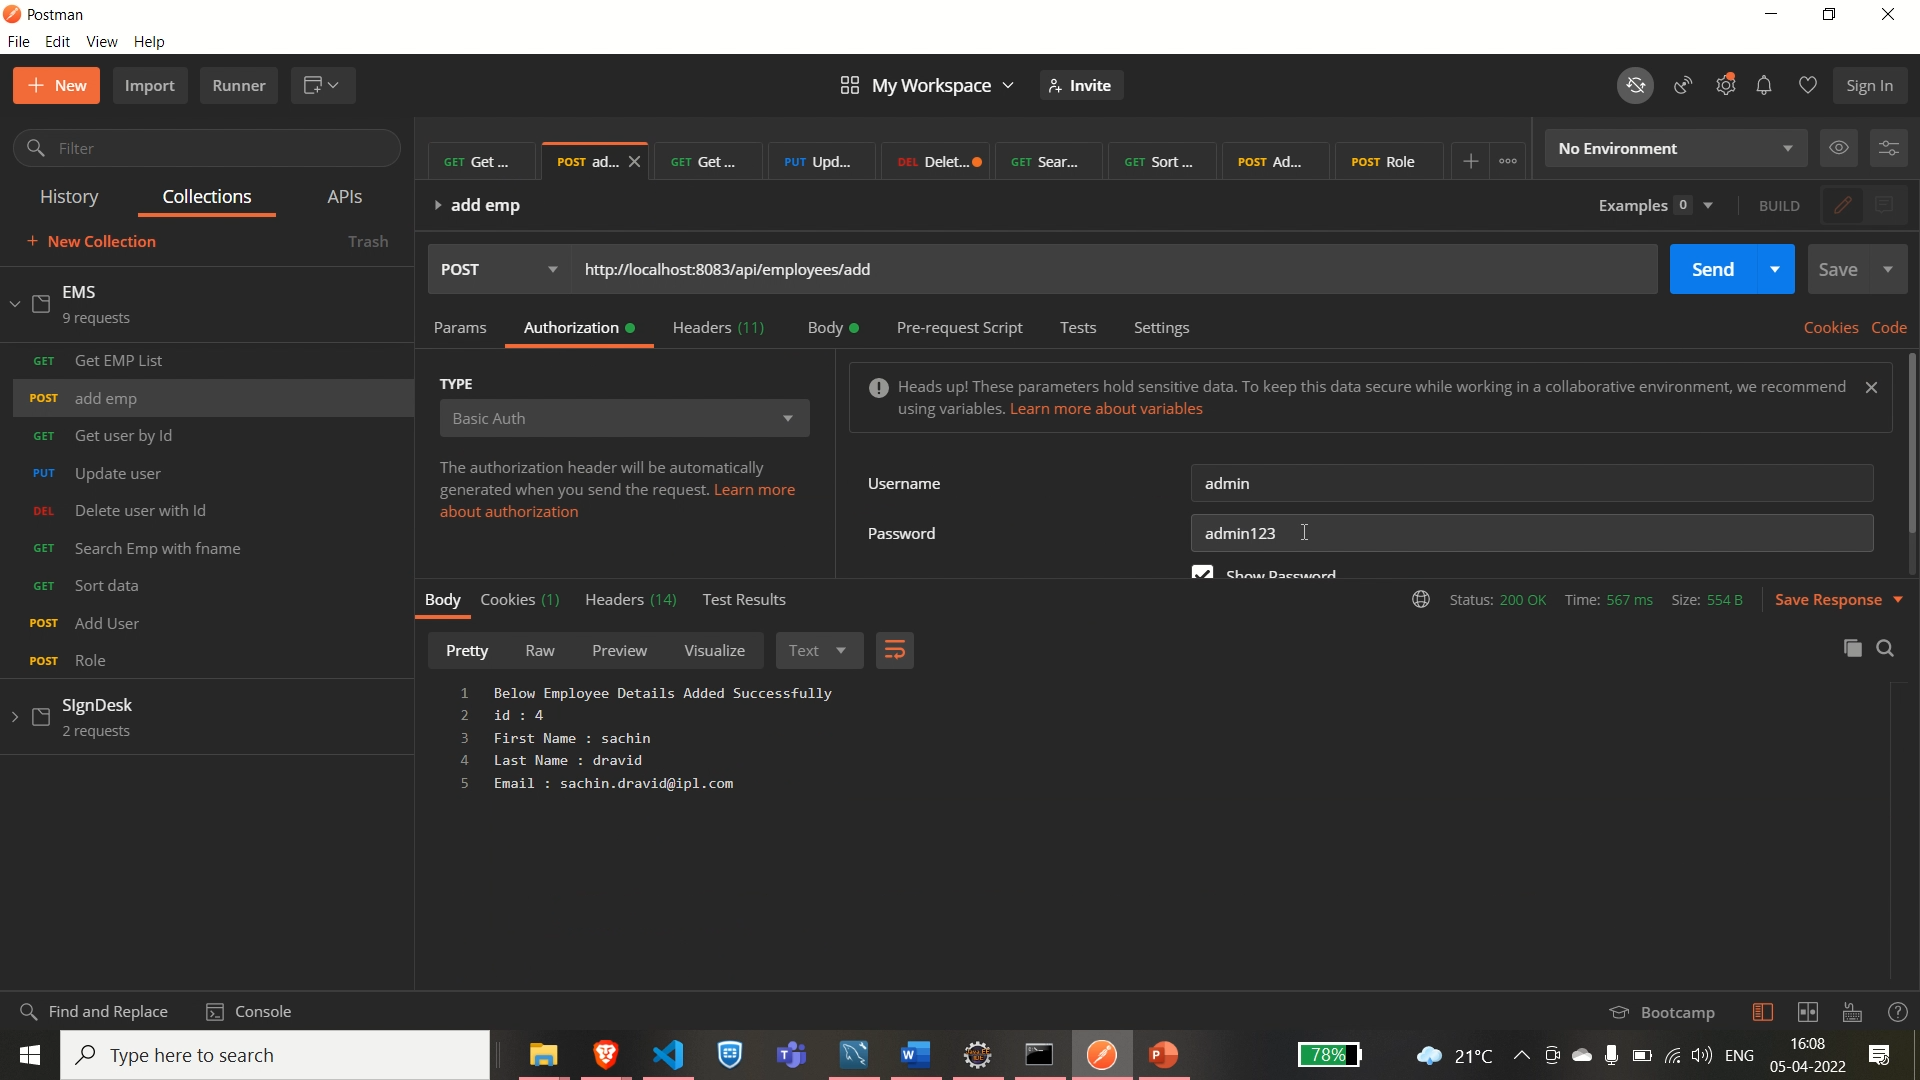 Postman
File Edit View Help
New Import Runner My Workspace Invite Sign In
Filter
History Collections APIs
+ New Collection Trash
EMS
9 requests
GET Get EMP List
POST add emp
GET Get user by Id
PUT Update user
DEL Delete user with Id
GET Search Emp with fname
GET Sort data
POST Add User
POST Role
SIgnDesk
2 requests
GET Get ... POST ad... GET Get ... PUT Upd... DEL Delet... GET Sear... GET Sort ... POST Ad... POST Role
No Environment
add emp Examples 0 BUILD
POST http://localhost:8083/api/employees/add Send Save
Params Authorization Headers (11) Body Pre-request Script Tests Settings Cookies Code
TYPE
Basic Auth
The authorization header will be automatically
generated when you send the request. Learn more
about authorization
Heads up! These parameters hold sensitive data. To keep this data secure while working in a collaborative environment, we recommend
using variables. Learn more about variables
Username admin
Password admin123
Show Password
Body Cookies (1) Headers (14) Test Results Status: 200 OK Time: 567 ms Size: 554 B Save Response
Pretty Raw Preview Visualize Text
1 Below Employee Details Added Successfully
2 id : 4
3 First Name : sachin
4 Last Name : dravid
5 Email : sachin.dravid@ipl.com
Find and Replace Console Bootcamp
Type here to search 78% 21°C ENG 16:08
05-04-2022